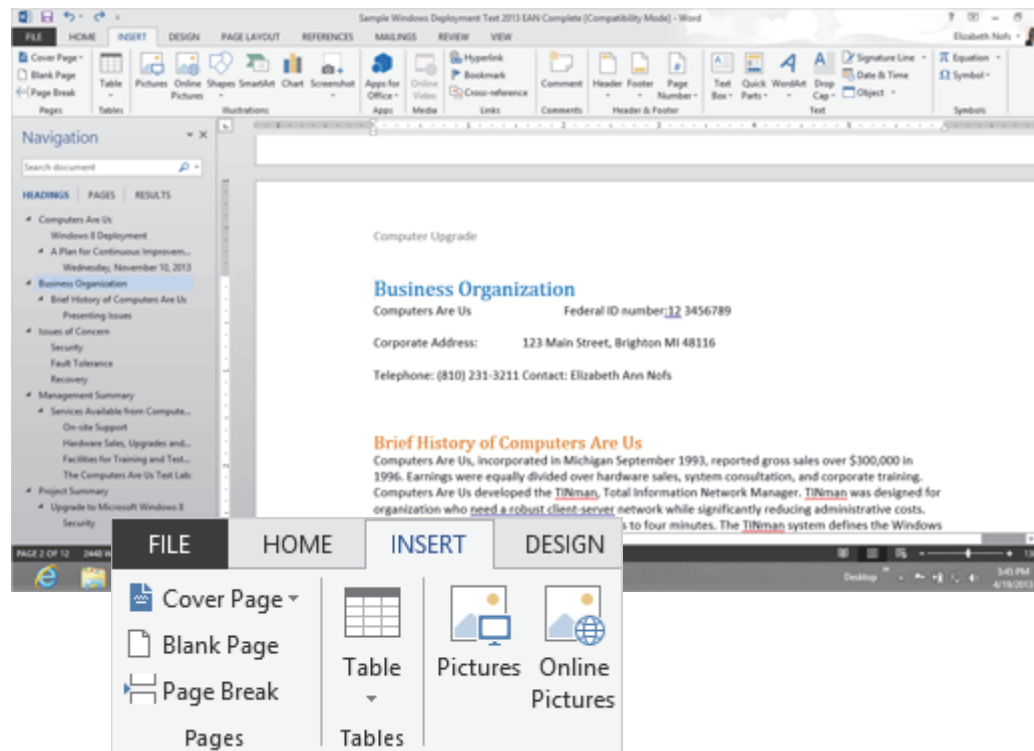 Sample Windows Deployment Text 2013 EAN Complete [Compatibility Mode] - Word
FILE HOME INSERT DESIGN PAGE LAYOUT REFERENCES MAILINGS REVIEW VIEW Elizabeth Nofs
Cover Page
Blank Page
Page Break
Pages
Table
Tables
Pictures
Online Pictures
Shapes
SmartArt
Chart
Screenshot
Illustrations
Apps for Office
Apps
Online Video
Media
Hyperlink
Bookmark
Cross-reference
Links
Comment
Comments
Header
Footer
Page Number
Header & Footer
Text Box
Quick Parts
WordArt
Drop Cap
Signature Line
Date & Time
Object
Text
Equation
Symbol
Symbols
Navigation
Search document
HEADINGS PAGES RESULTS
Computers Are Us
Windows 8 Deployment
A Plan for Continuous Improvem...
Wednesday, November 10, 2013
Business Organization
Brief History of Computers Are Us
Presenting Issues
Issues of Concern
Security
Fault Tolerance
Recovery
Management Summary
Services Available from Compute...
On-site Support
Hardware Sales, Upgrades and...
Facilities for Training and Test...
The Computers Are Us Test Lab:
Project Summary
Upgrade to Microsoft Windows 8
Security
Computer Upgrade
Business Organization
Computers Are Us Federal ID number:12 3456789
Corporate Address: 123 Main Street, Brighton MI 48116
Telephone: (810) 231-3211 Contact: Elizabeth Ann Nofs
Brief History of Computers Are Us
Computers Are Us, incorporated in Michigan September 1993, reported gross sales over $300,000 in
1996. Earnings were equally divided over hardware sales, system consultation, and corporate training.
Computers Are Us developed the TINman, Total Information Network Manager. TINman was designed for
organization who need a robust client-server network while significantly reducing administrative costs.
s to four minutes. The TINman system defines the Windows
PAGE 2 OF 12 2448 W
Desktop
3:45 PM
4/19/2013
FILE HOME INSERT DESIGN
Cover Page
Blank Page
Page Break
Pages
Table
Tables
Pictures
Online
Pictures